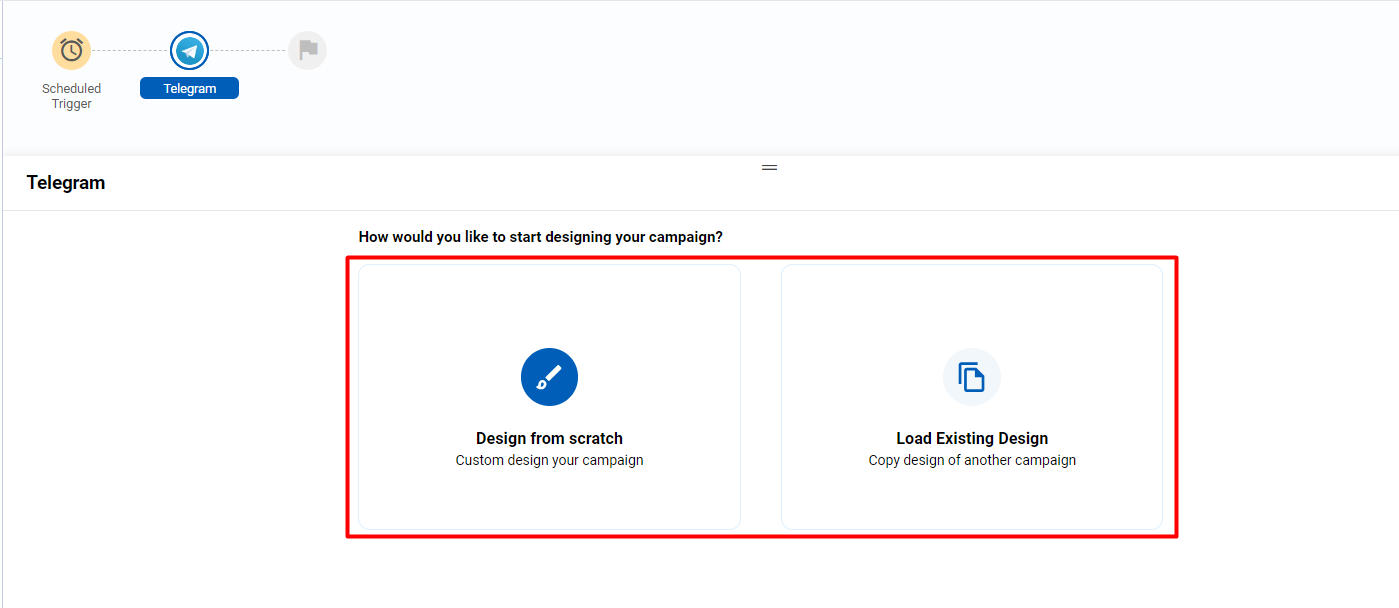 Scheduled
Trigger
Telegram
Telegram
How would you like to start designing your campaign?
Design from scratch
Custom design your campaign
Load Existing Design
Copy design of another campaign